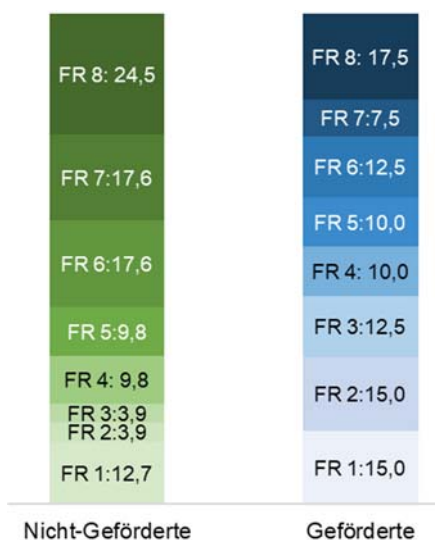 FR 8: 24,5
FR 7:17,6
FR 6:17,6
FR 5:9,8
FR 4: 9,8
FR 3:3,9
FR 2:3,9
FR 1:12,7
Nicht-Geförderte
FR 8: 17,5
FR 7:7,5
FR 6:12,5
FR 5:10,0
FR 4: 10,0
FR 3:12,5
FR 2:15,0
FR 1:15,0
Geförderte